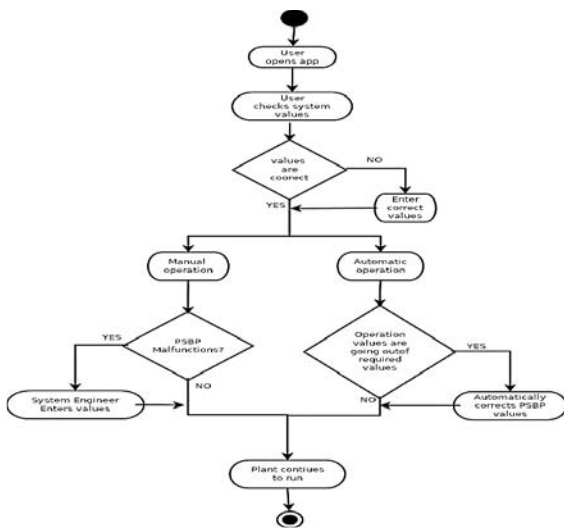 User
opens app
User
checks system
values
values
are
coorect
NO
YES
Enter
correct
values
Manual
operation
Automatic
operation
YES
PSBP
Malfunctions?
NO
Operation
values are
going outof
required
values
YES
NO
System Engineer
Enters values
Automatically
corrects PSBP
values
Plant contiues
to run